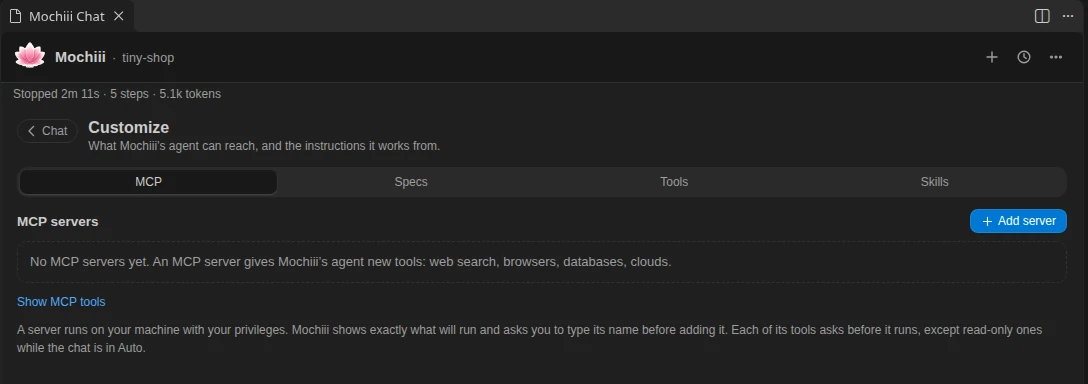 Mochiii Chat
Mochiii · tiny-shop
Stopped 2m 11s · 5 steps · 5.1k tokens
Chat
Customize
What Mochiii's agent can reach, and the instructions it works from.
MCP
Specs
Tools
Skills
MCP servers
+ Add server
No MCP servers yet. An MCP server gives Mochiii's agent new tools: web search, browsers, databases, clouds.
Show MCP tools
A server runs on your machine with your privileges. Mochiii shows exactly what will run and asks you to type its name before adding it. Each of its tools asks before it runs, except read-only ones
while the chat is in Auto.